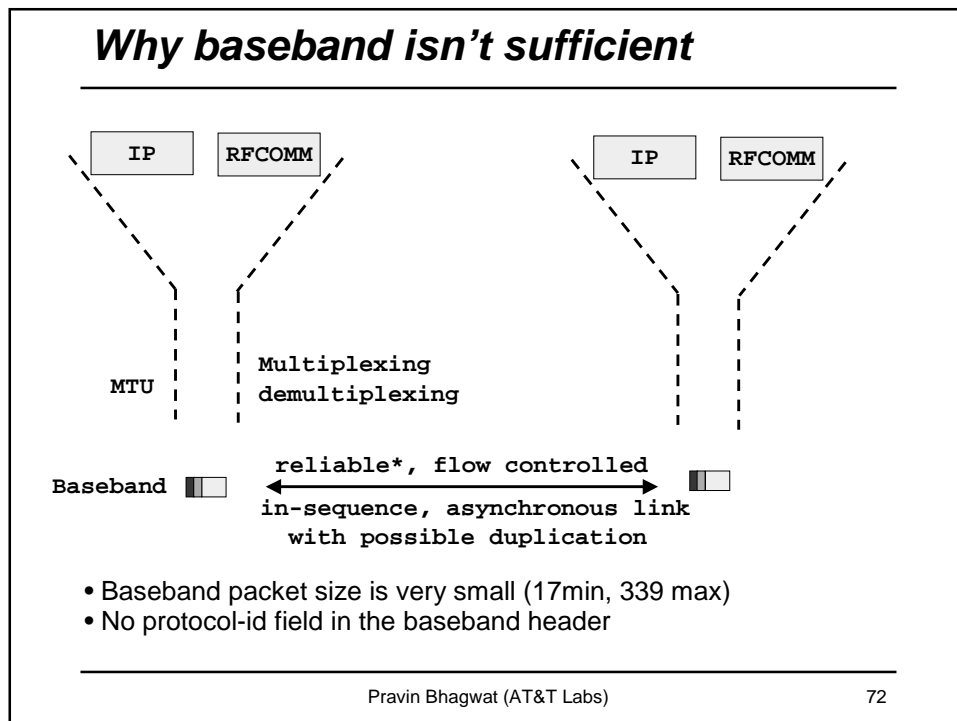 Why baseband isn't sufficient
IP
RFCOMM
IP
RFCOMM
MTU
Multiplexing
demultiplexing
Baseband
reliable*, flow controlled
in-sequence, asynchronous link
with possible duplication
• Baseband packet size is very small (17min, 339 max)
• No protocol-id field in the baseband header
Pravin Bhagwat (AT&T Labs)
72